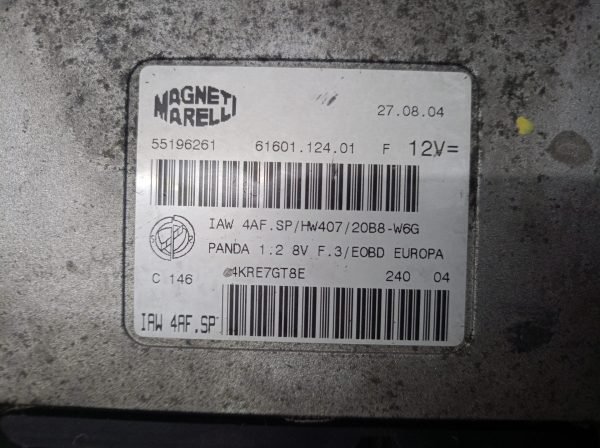 MAGNETI
MARELLI
27.08.04
55196261 61601.124.01 F 12V=
IAW 4AF.SP/HW407/20B8-W6G
PANDA 1.2 8V F.3/EOBD EUROPA
C 146 4KRE7GT8E 240 04
IAW 4AF.SP